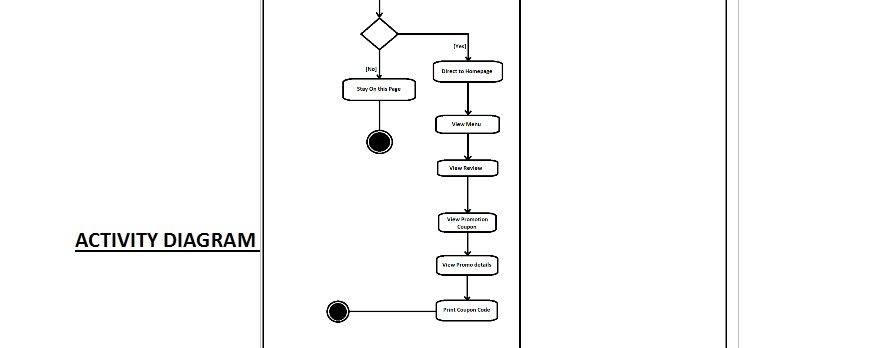 [Yes]
[No]
Direct to Homepage
Stay On this Page
View Menu
View Review
View Promotion
Coupon
ACTIVITY DIAGRAM
View Promo details
Print Coupon Code